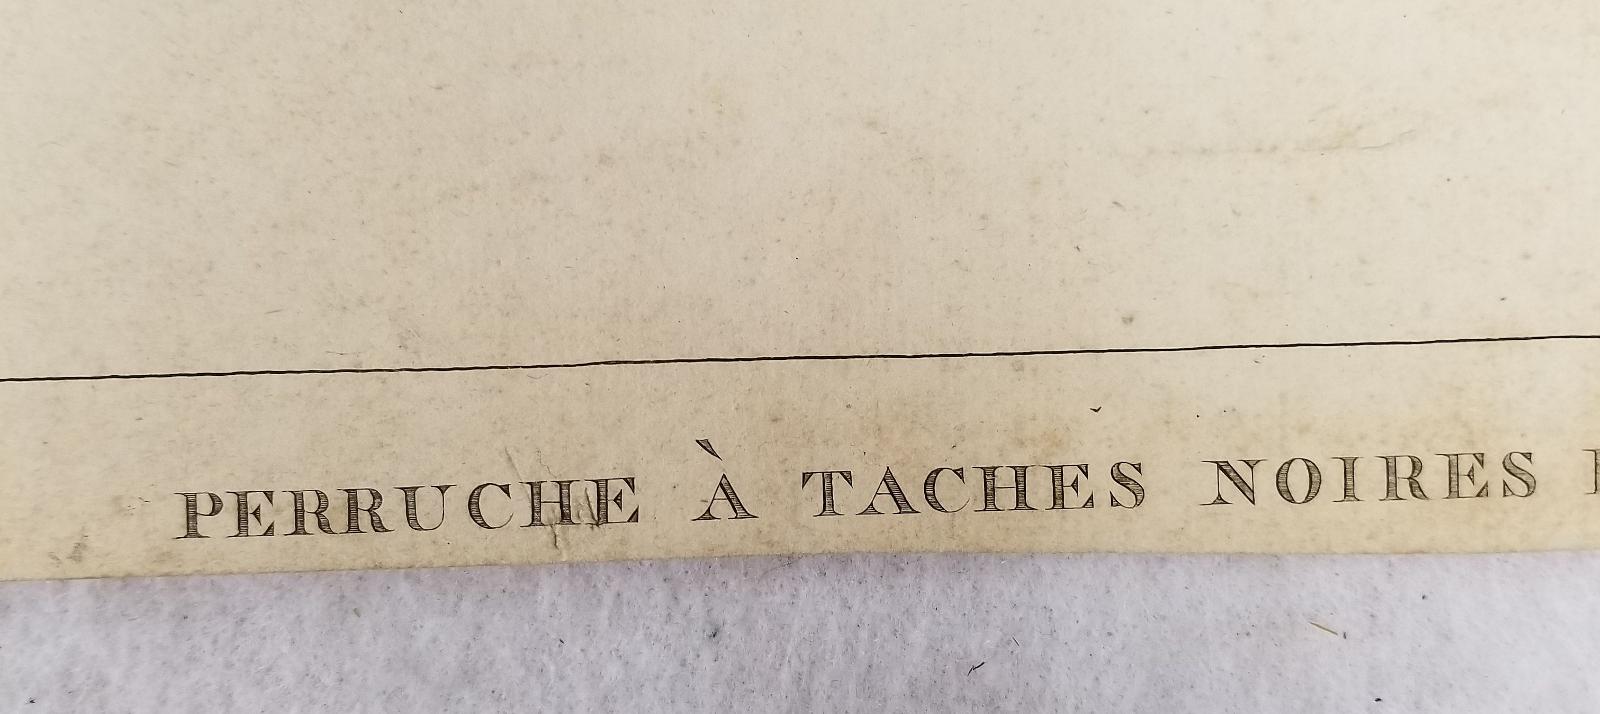 PERRUCHE À TACHES NOIRES